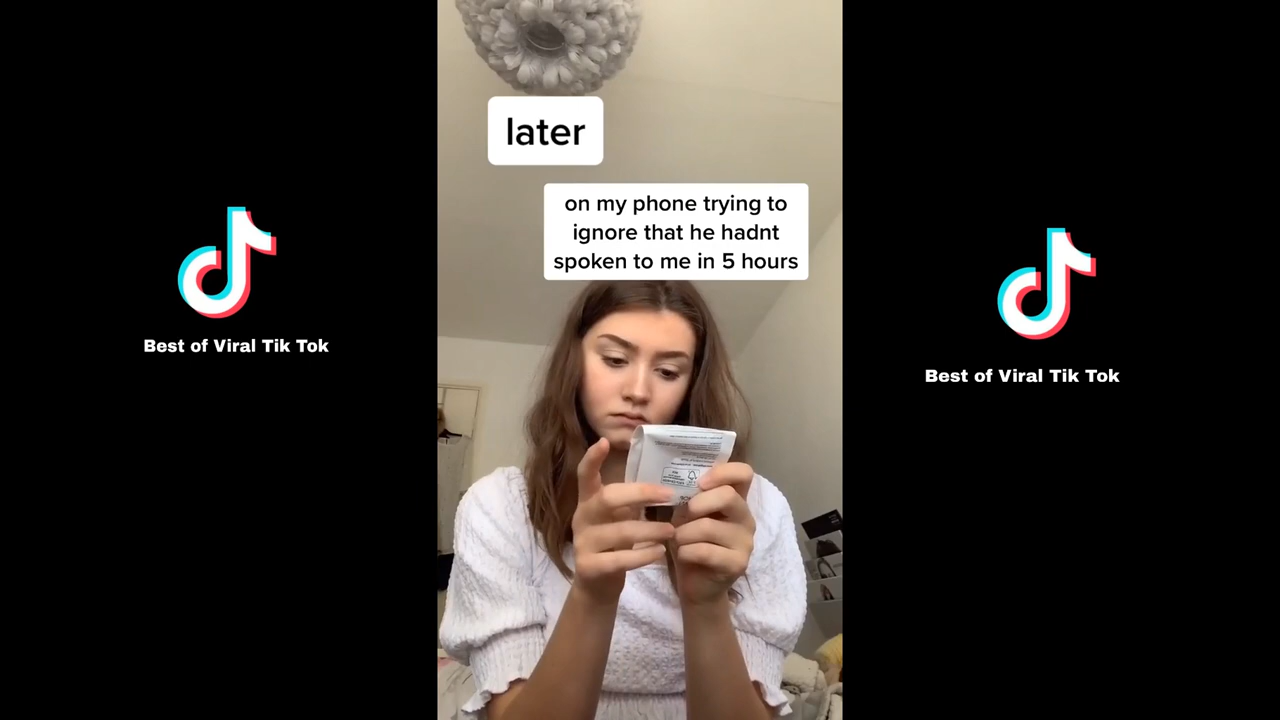 later
on my phone trying to
ignore that he hadnt
spoken to me in 5 hours
Best of Viral Tik Tok
Best of Viral Tik Tok